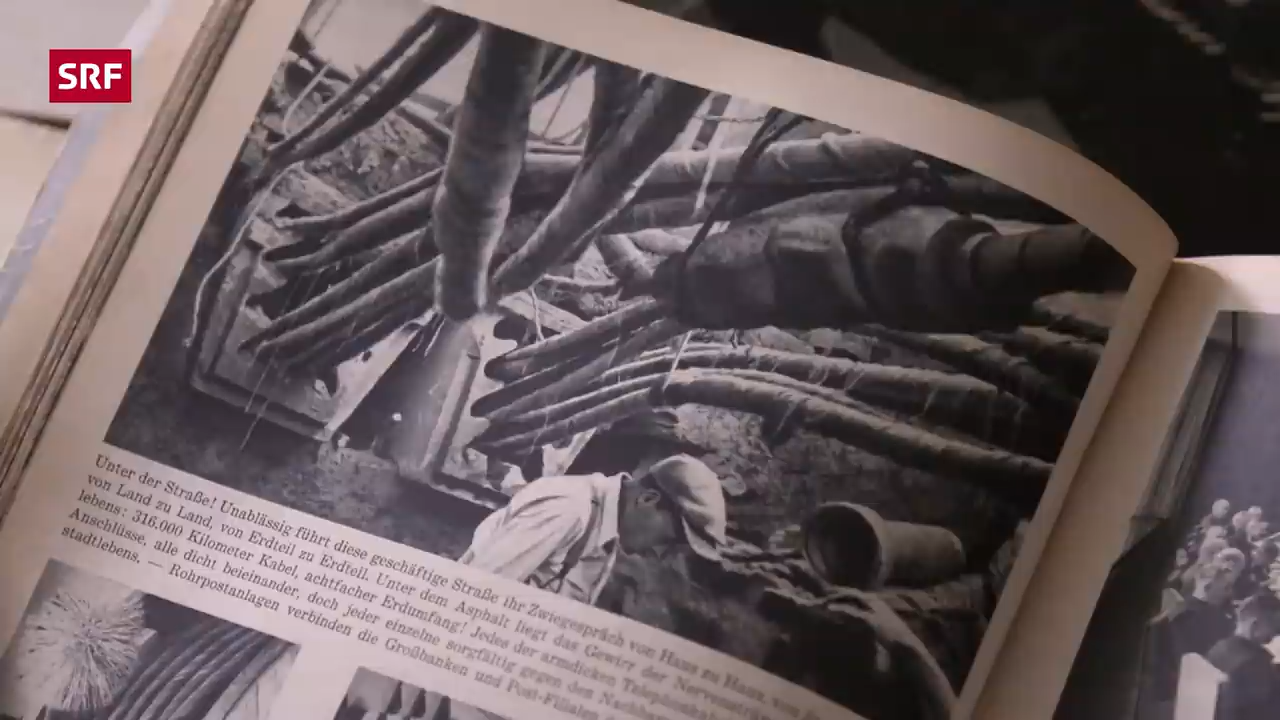 SRF
Unter der Straße! Unablässig führt diese geschäftige Straße ihr Zwiegespräch von Haus zu Haus, von
von Land zu Land, von Erdteil zu Erdteil. Unter dem Asphalt liegt das Gewirr der
lebens: 316.000 Kilometer Kabel, achtfacher Erdumfang! Jedes der armdicken
Anschlüsse, alle dicht beieinander, doch jeder einzelne sorgfältig gegen den
stadtlebens. — Rohrpostanlagen verbinden die Großbanken und Post-Filialen